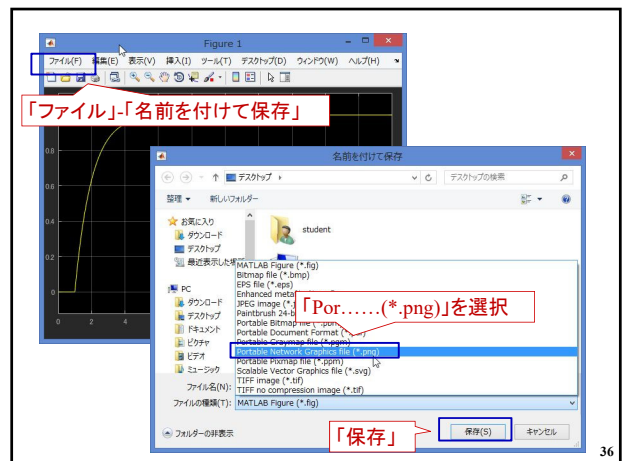 Figure 1
ファイル(F) 編集(E) 表示(V) 挿入(I) ツール(T) デスクトップ(D) ウィンドウ(W) ヘルプ(H)
「ファイル」-「名前を付けて保存」
0.8
0.6
0.4
0.2
0
0 2 4
名前を付けて保存
デスクトップ
デスクトップの検索
整理 新しいフォルダー
お気に入り
ダウンロード
デスクトップ
最近表示した場所
student
PC
ダウンロード
デスクトップ
ドキュメント
ピクチャ
ビデオ
ミュージック
MATLAB Figure (*.fig)
Bitmap file (*.bmp)
EPS file (*.eps)
Enhanced meta
JPEG image (*.j
Paintbrush 24-b
Portable Bitmap file (*.pbm)
Portable Document Format (*.pdf)
Portable Graymap file (*.pgm)
Portable Network Graphics file (*.png)
Portable Pixmap file (*.ppm)
Scalable Vector Graphics file (*.svg)
TIFF image (*.tif)
TIFF no compression image (*.tif)
「Por……(*.png)」を選択
ファイル名(N):
ファイルの種類(T): MATLAB Figure (*.fig)
フォルダーの非表示
「保存」
保存(S) キャンセル
36